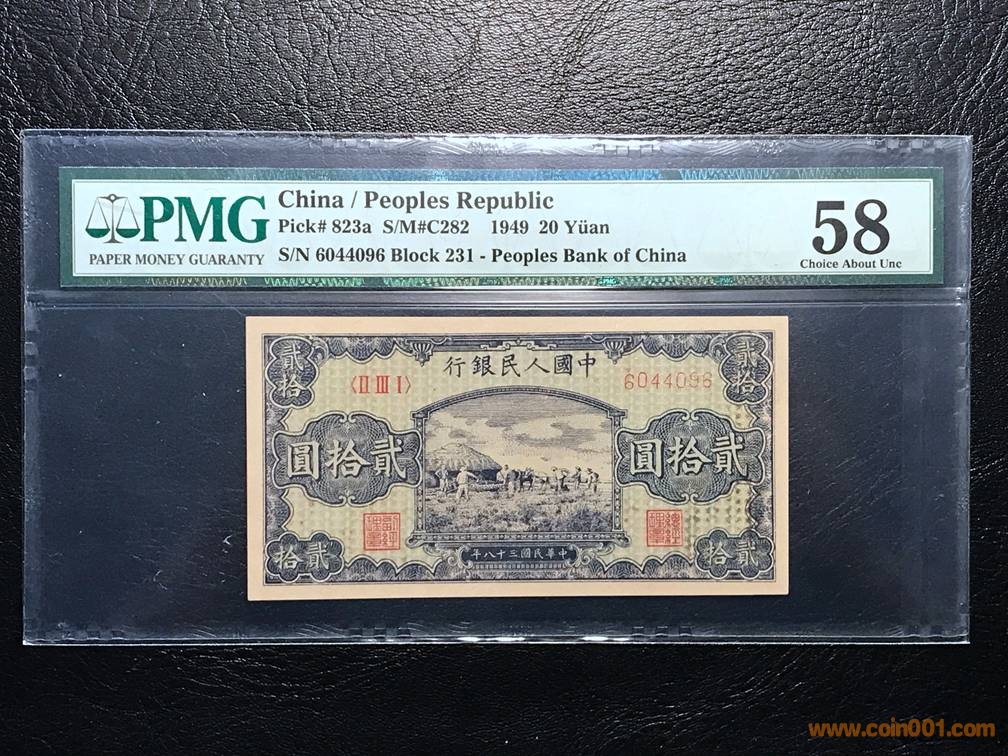 PMG
PAPER MONEY GUARANTY
China / Peoples Republic
Pick# 823a S/M#C282 1949 20 Yüan
S/N 6044096 Block 231 - Peoples Bank of China
58
Choice About Unc
PMG
行銀民人國中
貳拾
貳拾
〈II III I〉
6044096
圓拾貳
圓拾貳
年八十三國民華中
拾貳
拾貳
www.coin001.com